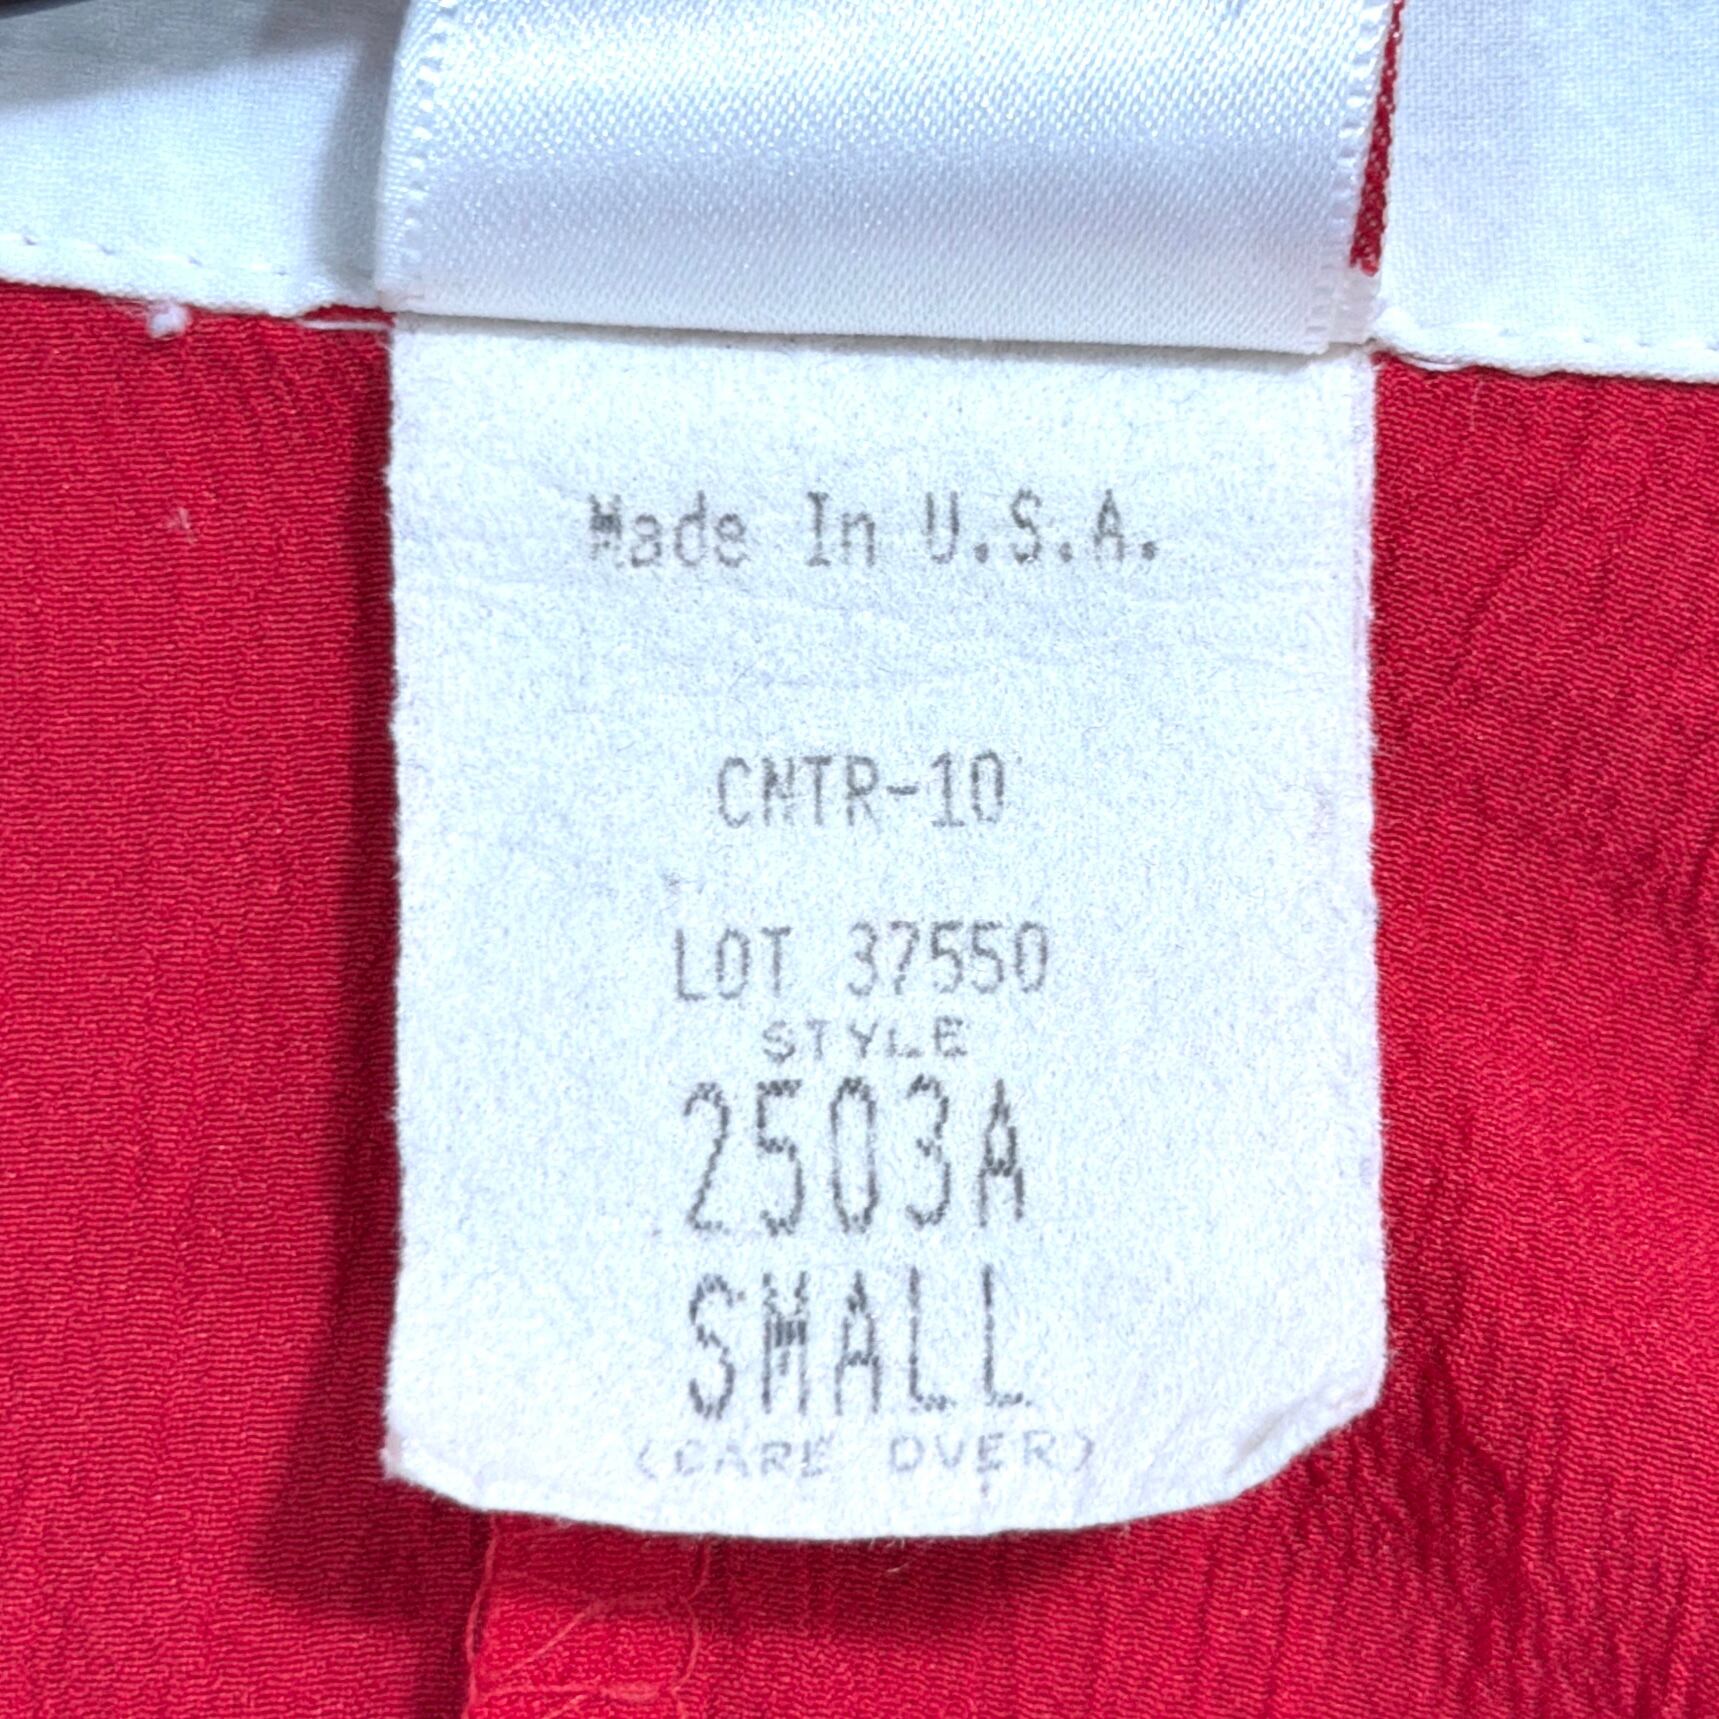 Made In U.S.A.
CNTR-10
LOT 37550
STYLE
2503A
SMALL
(CARE OVER)